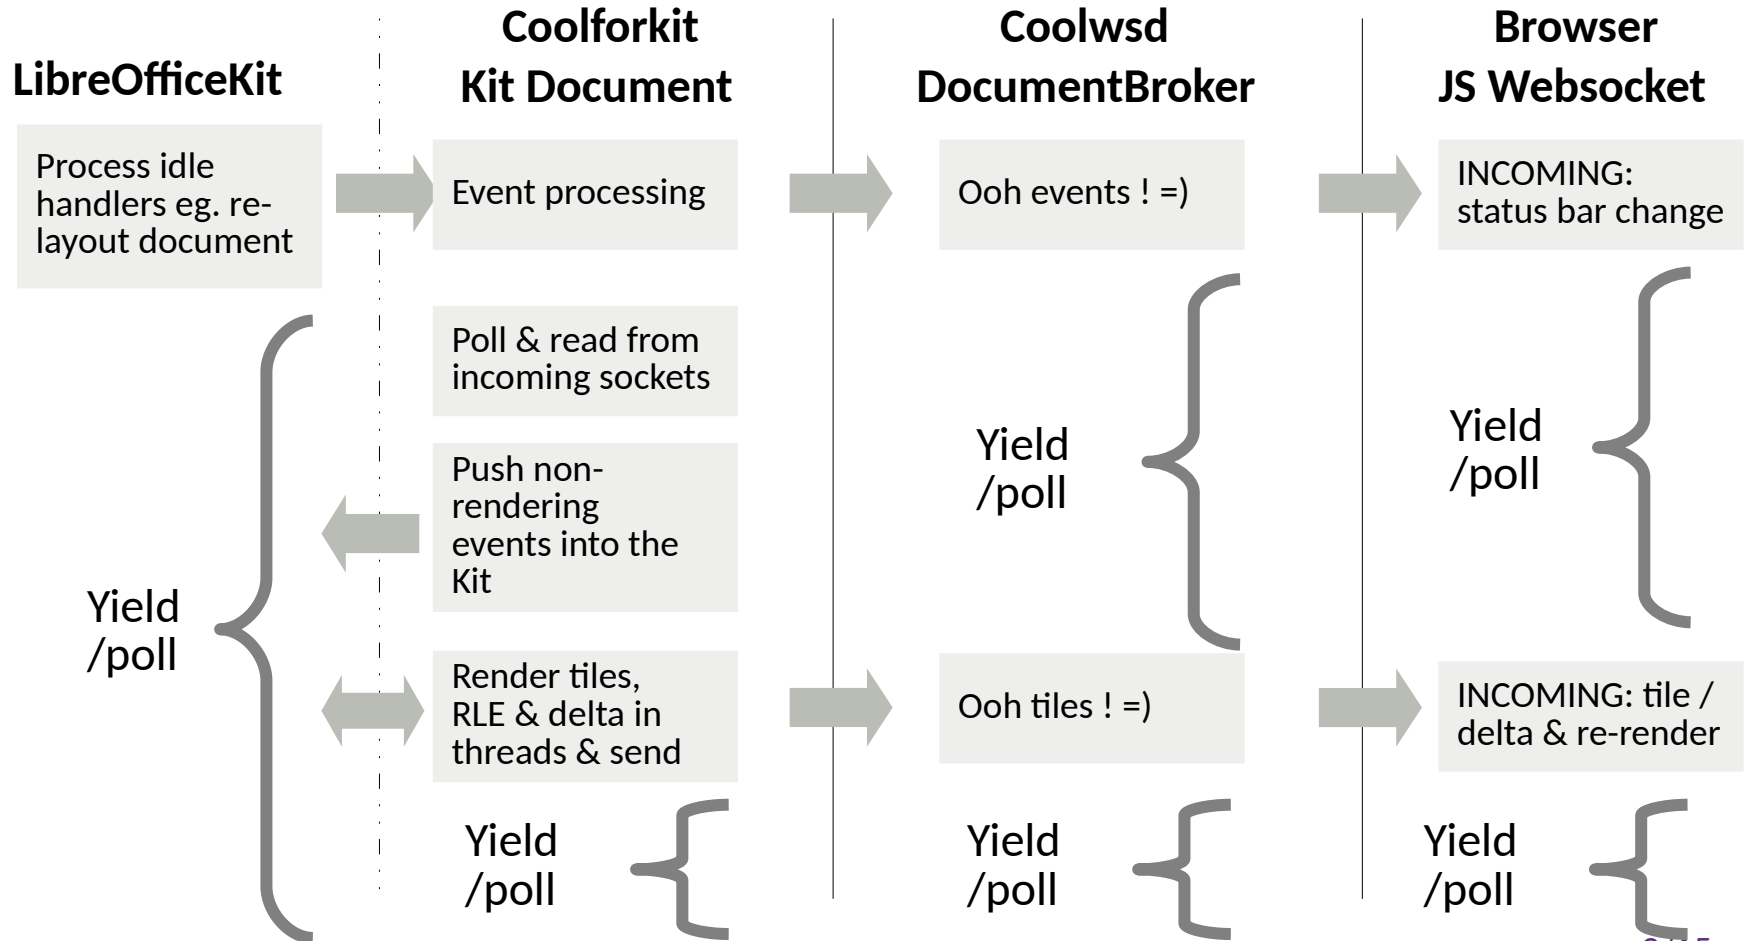 LibreOfficeKit
Process idle
handlers eg. re-
layout document
Yield
/poll
Coolforkit
Kit Document
Event processing
Poll & read from
incoming sockets
Push non-
rendering
events into the
Kit
Render tiles,
RLE & delta in
threads & send
Yield
/poll
Coolwsd
DocumentBroker
Ooh events ! =)
Yield
/poll
Ooh tiles ! =)
Yield
/poll
Browser
JS Websocket
INCOMING:
status bar change
Yield
/poll
INCOMING: tile /
delta & re-render
Yield
/poll